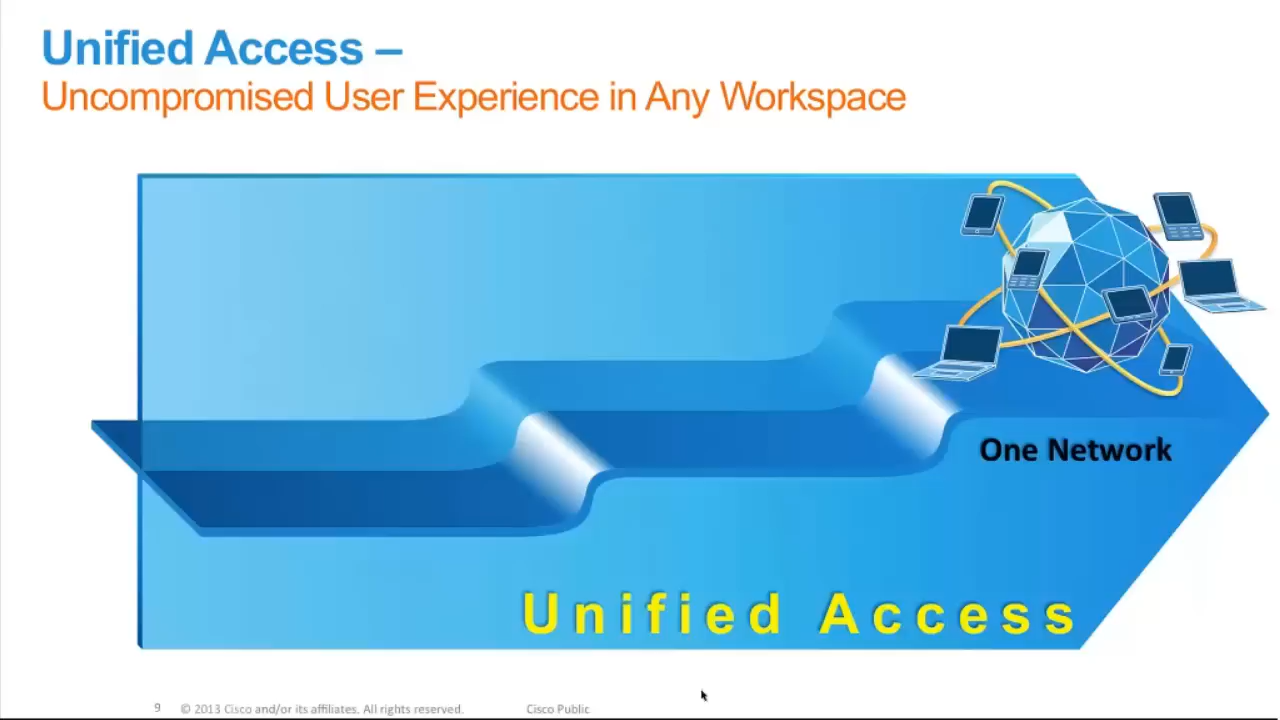 Unified Access –
Uncompromised User Experience in Any Workspace
One Network
Unified Access
9 © 2013 Cisco and/or its affiliates. All rights reserved. Cisco Public